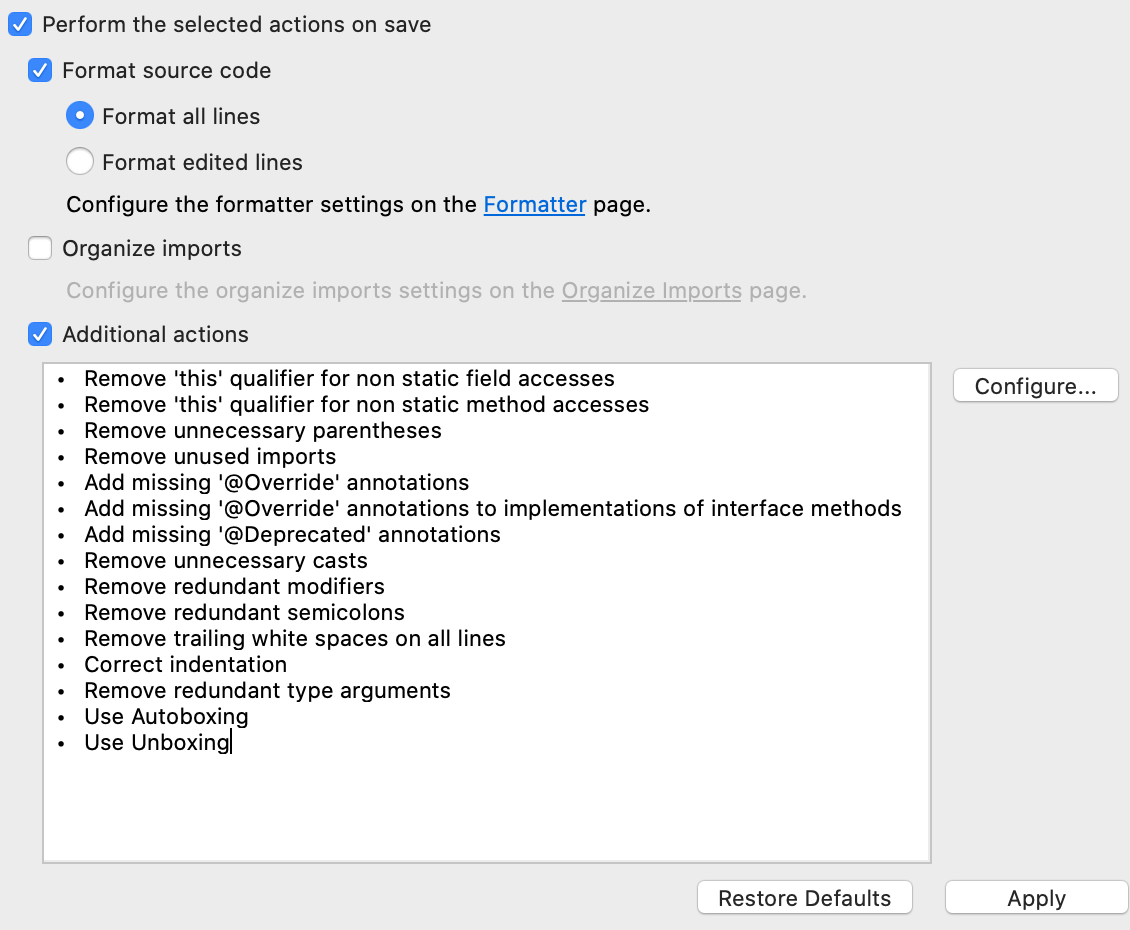 Perform the selected actions on save
Format source code
Format all lines
Format edited lines
Configure the formatter settings on the Formatter page.
Organize imports
Configure the organize imports settings on the Organize Imports page.
Additional actions
• Remove 'this' qualifier for non static field accesses
Configure...
• Remove 'this' qualifier for non static method accesses
• Remove unnecessary parentheses
• Remove unused imports
• Add missing '@Override' annotations
• Add missing '@Override' annotations to implementations of interface methods
• Add missing '@Deprecated' annotations
• Remove unnecessary casts
• Remove redundant modifiers
• Remove redundant semicolons
• Remove trailing white spaces on all lines
• Correct indentation
• Remove redundant type arguments
• Use Autoboxing
• Use Unboxing
Restore Defaults
Apply